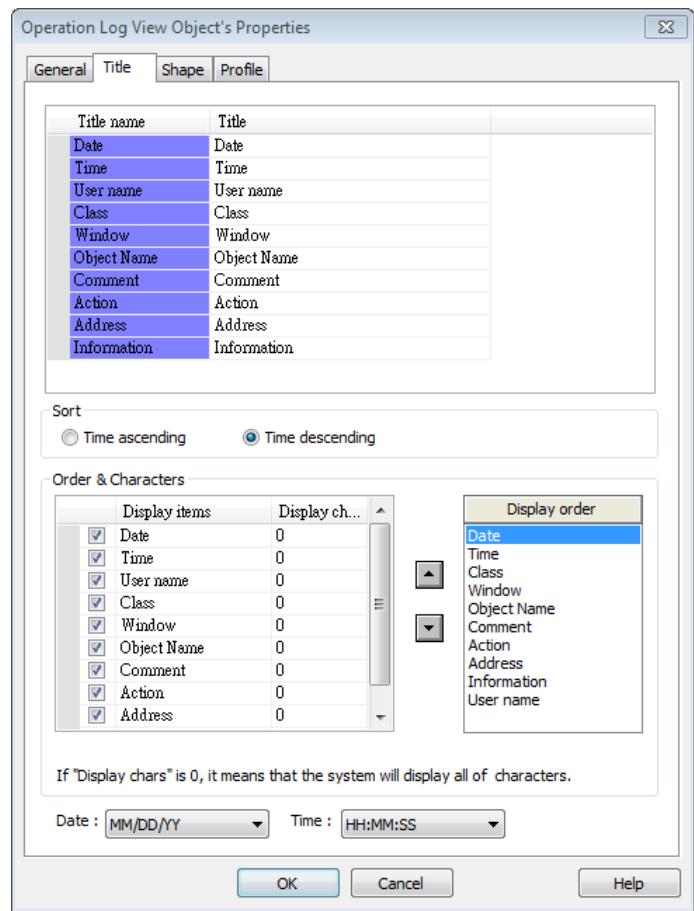 Operation Log View Object's Properties
General Title Shape Profile
Title name Title
Date Date
Time Time
User name User name
Class Class
Window Window
Object Name Object Name
Comment Comment
Action Action
Address Address
Information Information
Sort
Time ascending Time descending
Order & Characters
Display items Display ch...
Date 0
Time 0
User name 0
Class 0
Window 0
Object Name 0
Comment 0
Action 0
Address 0
Display order
Date
Time
Class
Window
Object Name
Comment
Action
Address
Information
User name
If "Display chars" is 0, it means that the system will display all of characters.
Date : MM/DD/YY Time : HH:MM:SS
OK Cancel Help